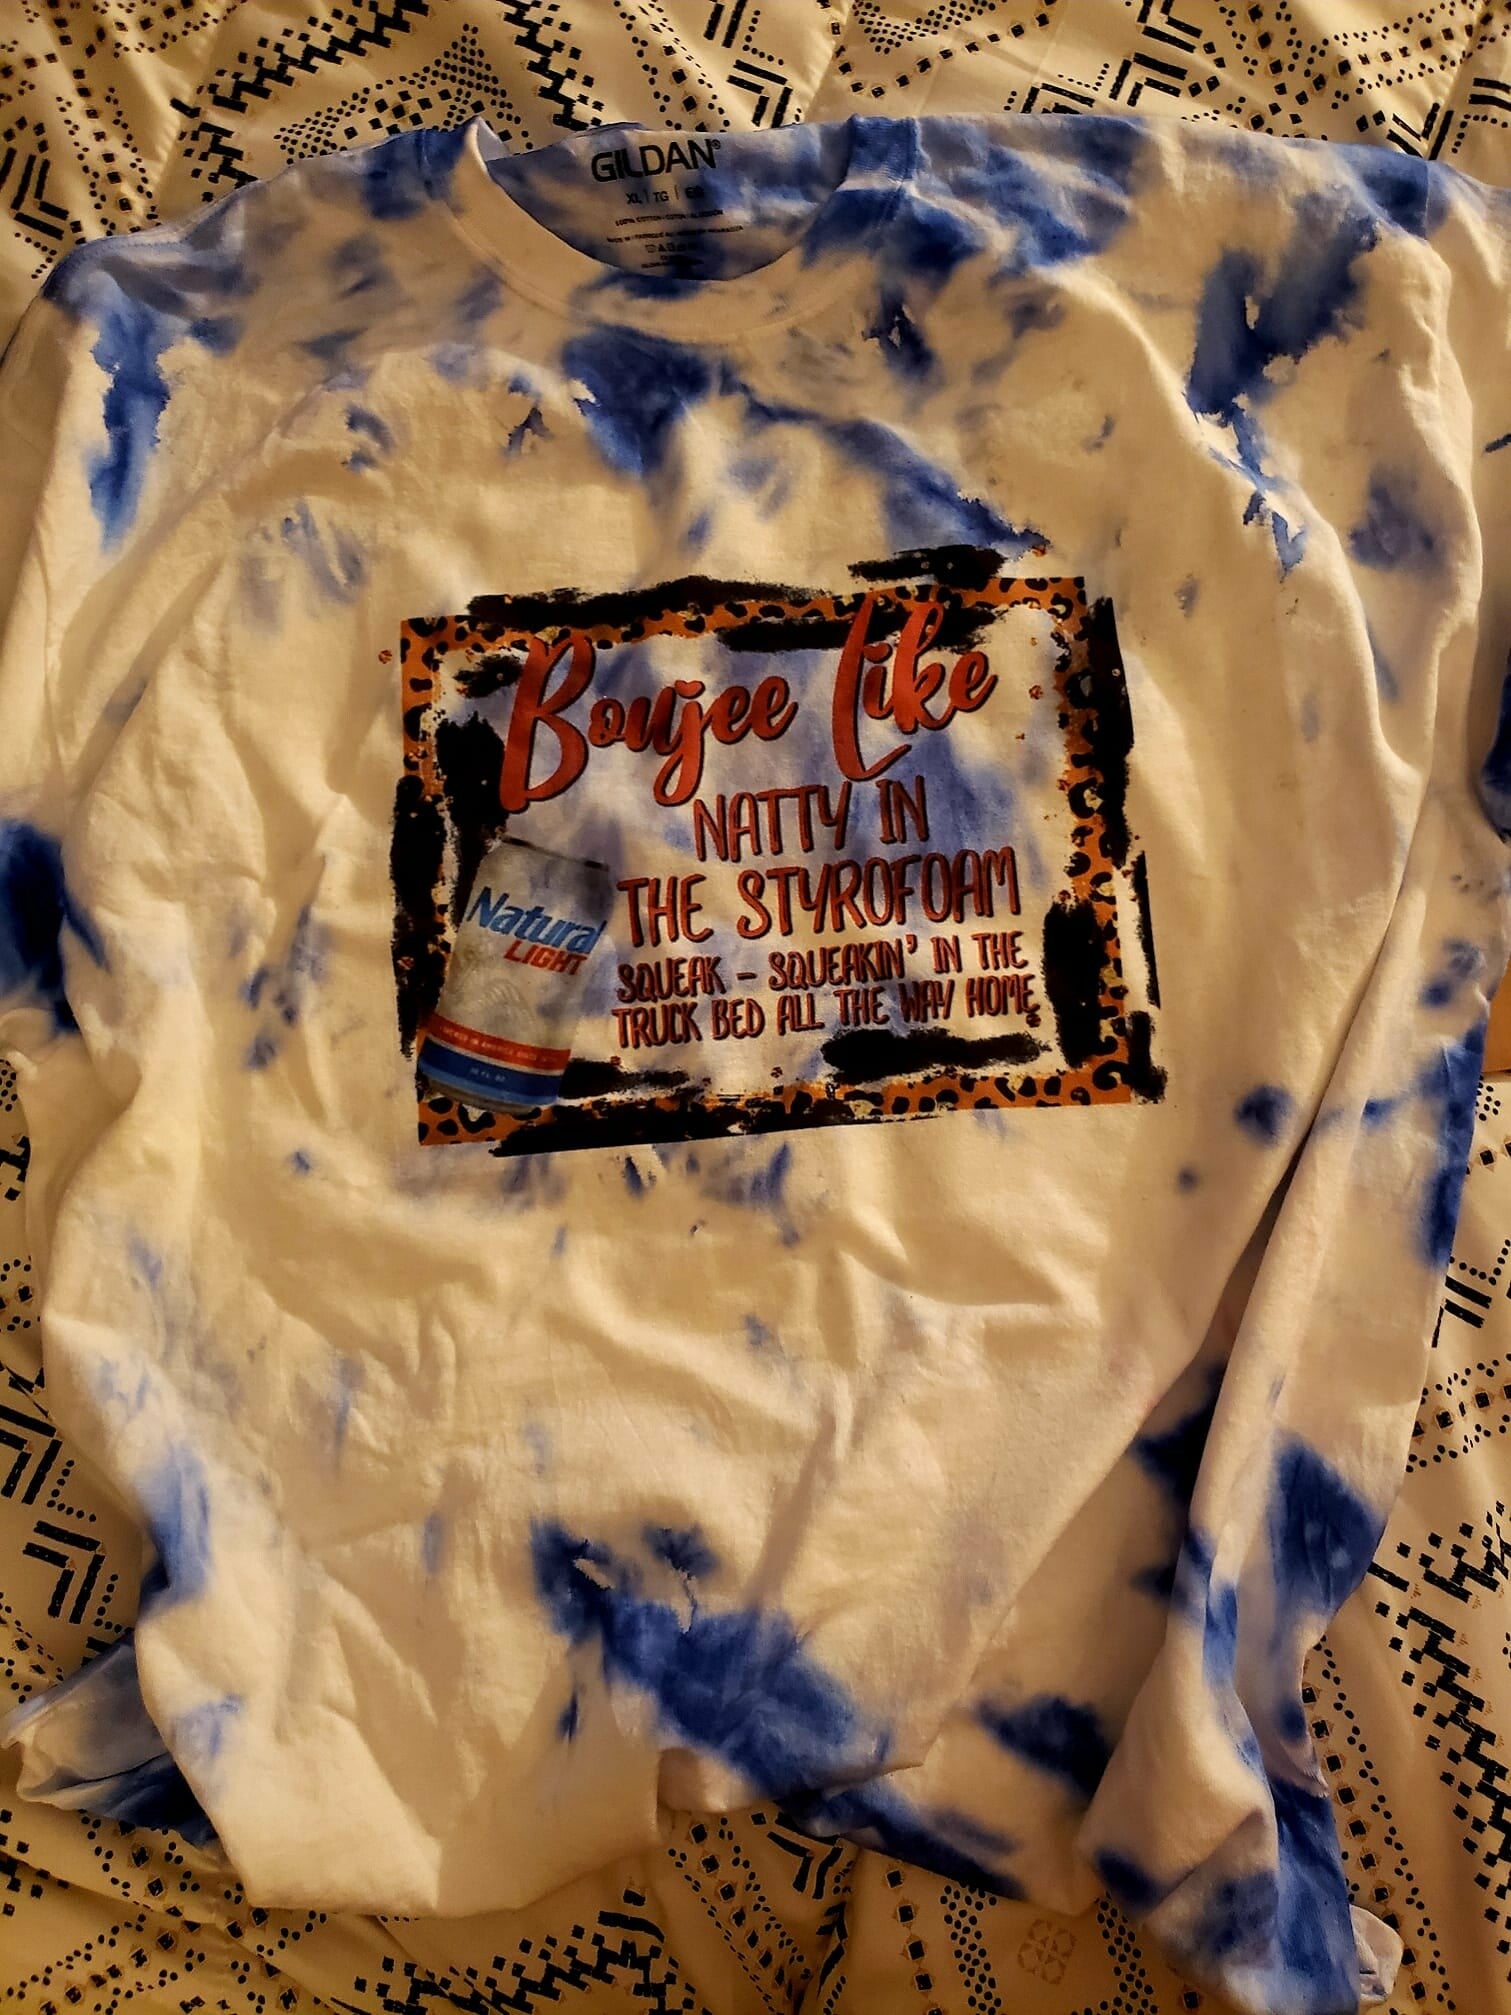 GILDAN®
XL | TG | EG
Boujee Like
NATTY IN
THE STYROFOAM
SQUEAK - SQUEAKIN' IN THE
TRUCK BED ALL THE WAY HOME
Natural
LIGHT